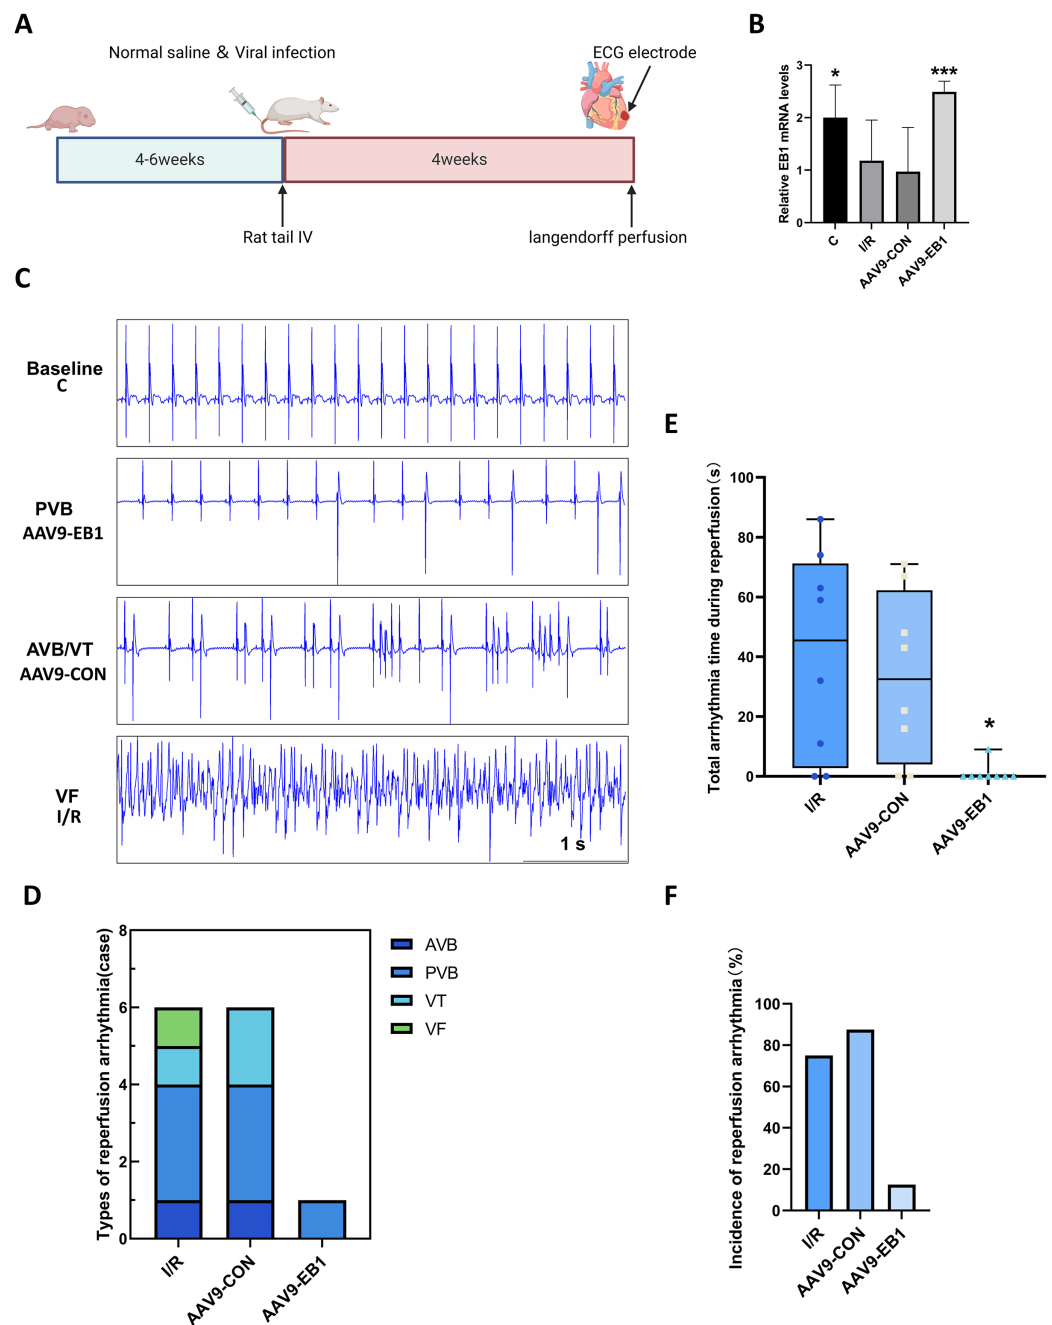 A
Normal saline & Viral infection
ECG electrode
4-6weeks
4weeks
Rat tail IV
langendorff perfusion
B
Relative EB1 mRNA levels
3
2
1
0
*
***
C
I/R
AAV9-CON
AAV9-EB1
C
Baseline
C
PVB
AAV9-EB1
AVB/VT
AAV9-CON
VF
I/R
1 s
D
Types of reperfusion arrhythmia(case)
8
6
4
2
0
I/R
AAV9-CON
AAV9-EB1
AVB
PVB
VT
VF
E
Total arrhythmia time during reperfusion(s)
100
80
60
40
20
0
*
I/R
AAV9-CON
AAV9-EB1
F
Incidence of reperfusion arrhythmia(%)
100
80
60
40
20
0
I/R
AAV9-CON
AAV9-EB1